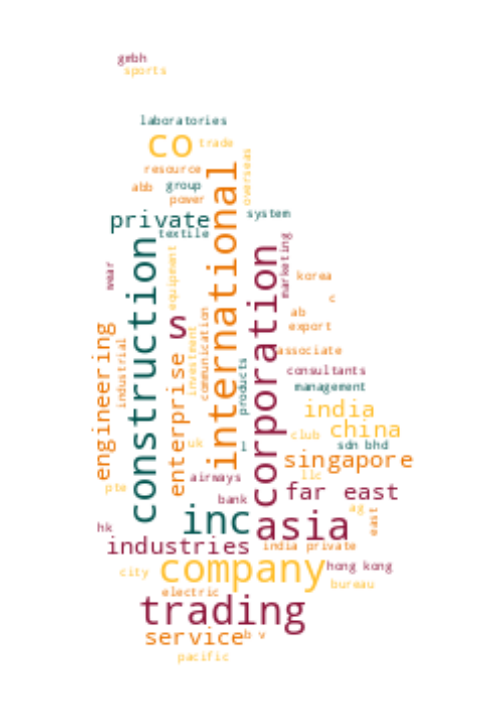 gmbh
sports
laboratories
co
trade
resource
overseas
abb
group
power
international
private
system
textile
construction
marketing
corporation
equipment
wear
korea
c
s
ab
export
communication
engineering
industrial
investment
enterprise
associate
products
consultants
management
india
china
club
uk
l
sdn bhd
singapore
airways
llc
pte
far east
bank
ag
east
inc
asia
hk
industries
india private
company
city
hong kong
bureau
electric
trading
service
b v
pacific